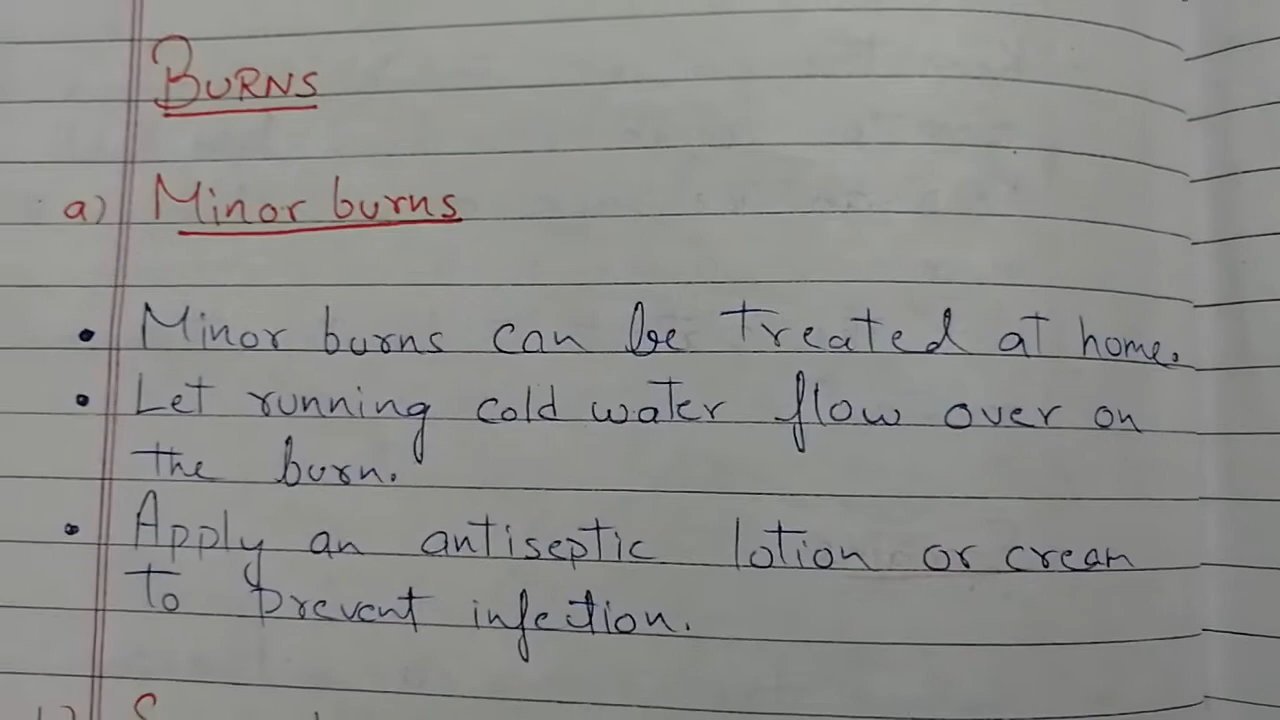 BURNS
a) Minor burns
• Minor burns can be treated at home.
• Let running cold water flow over on
the burn.
• Apply an antiseptic lotion or cream
to prevent infection.